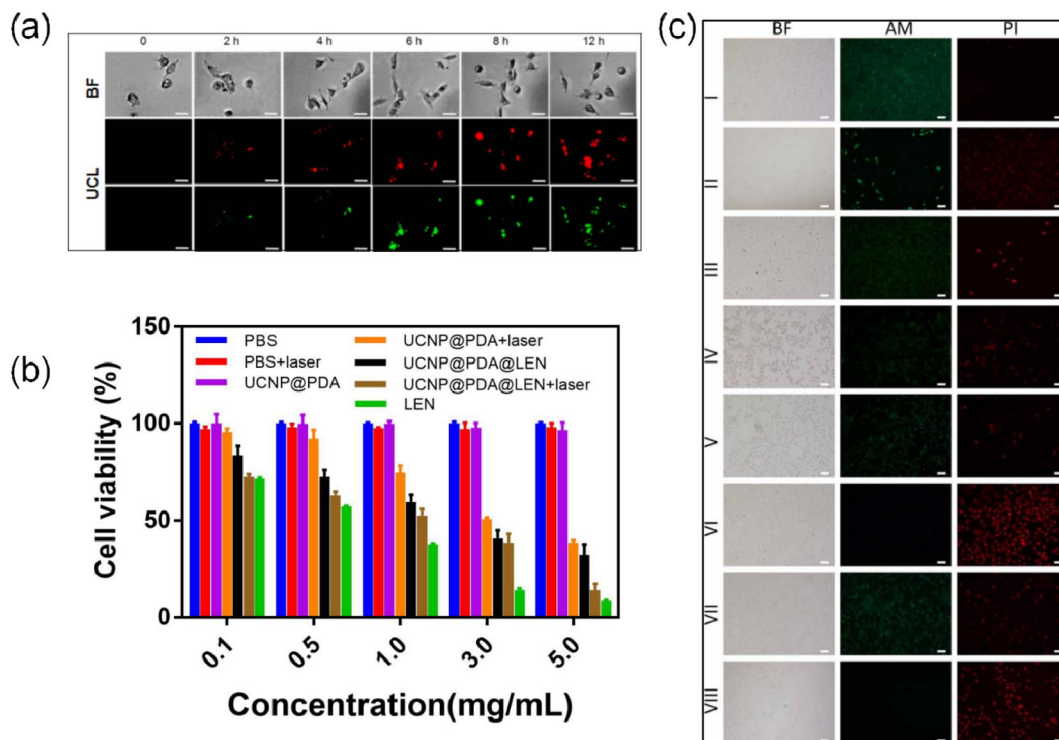 (a)
0 2 h 4 h 6 h 8 h 12 h
BF
UCL
(b)
150
100
50
0
Cell viability (%)
PBS
PBS+laser
UCNP@PDA
UCNP@PDA+laser
UCNP@PDA@LEN
UCNP@PDA@LEN+laser
LEN
0.1 0.5 1.0 3.0 5.0
Concentration(mg/mL)
(c)
BF AM PI
I
II
III
IV
V
VI
VII
VIII